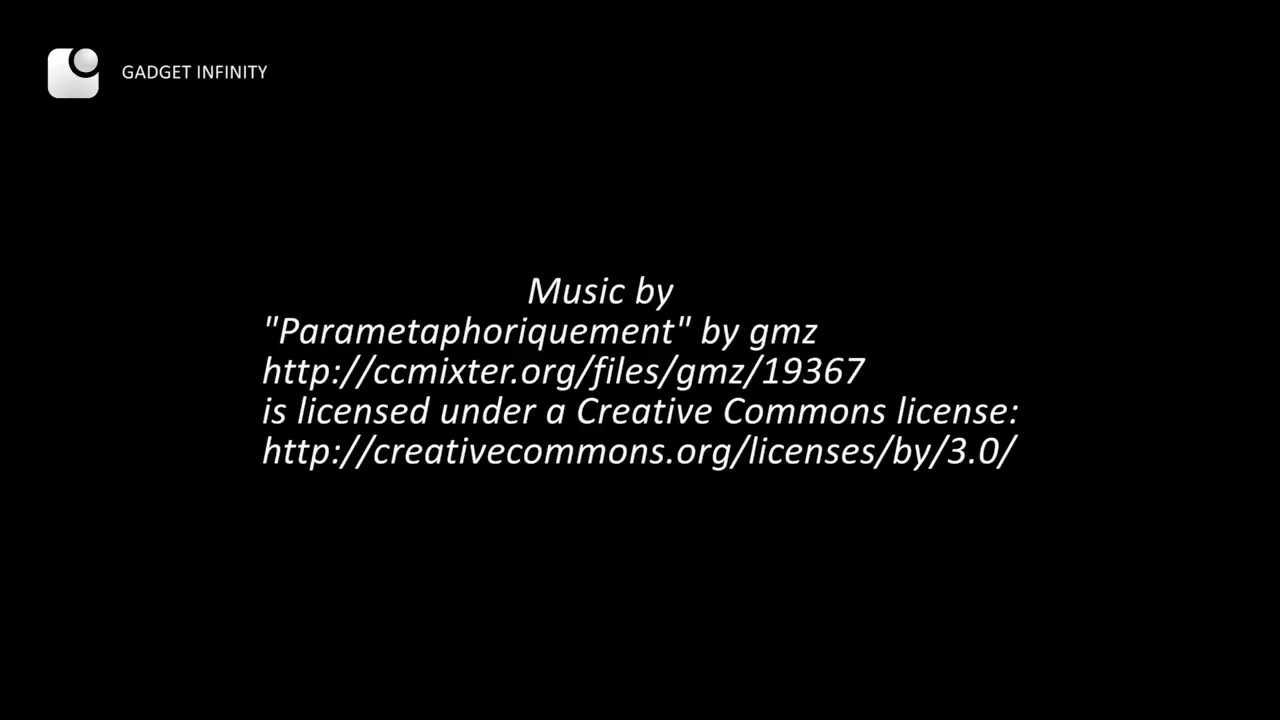 GADGET INFINITY
Music by
"Parametaphoriquement" by gmz
http://ccmixter.org/files/gmz/19367
is licensed under a Creative Commons license:
http://creativecommons.org/licenses/by/3.0/